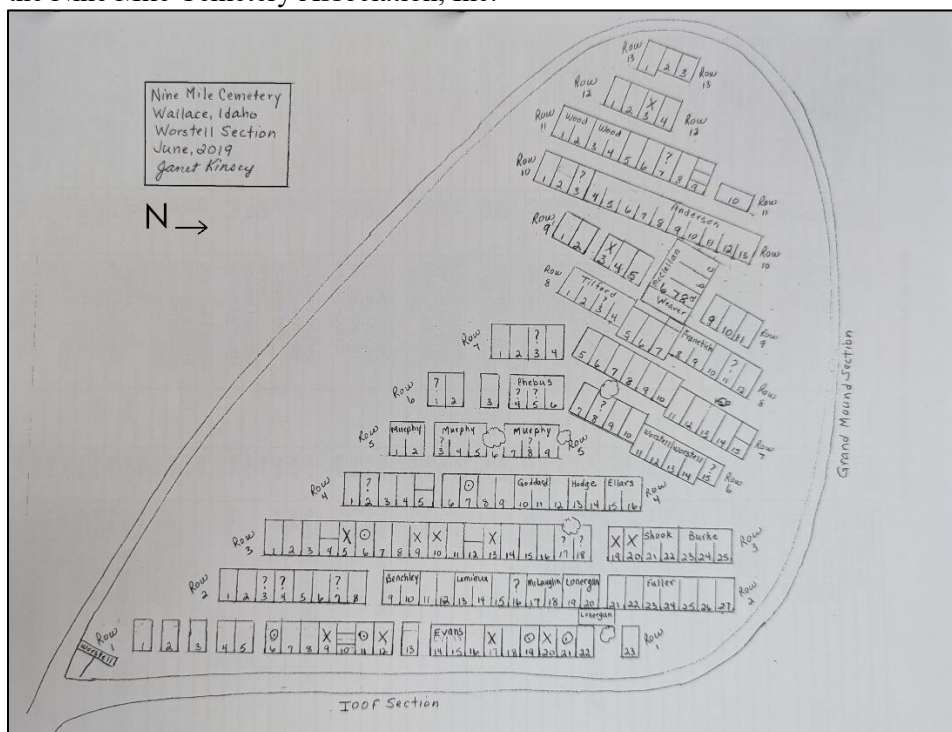 the Nine Mile Cemetery Association, Inc.
Nine Mile Cemetery
Wallace, Idaho
Worstell Section
June, 2019
Janet Kinsey
N →
Row 13 1 2 3 Row 13
Row 12 1 2 X 3 4 Row 12
Row 11 Wood Wood ?
1 2 3 4 5 6 7 8 9 10 Row 11
Row 10 ? Anderson
1 2 3 4 5 6 7 8 9 10 11 12 13 Row 10
Row 9 1 2 X 3 4 5
6 7 8
Weaver
9 10 11 Row 9
Row 8 Tilford ?
1 2 3 4 5 6 7 8 9 10 11 12 Row 8
?
Row 7 ?
1 2 3 4 5 6 7 8 9 10 11 12 13 14 15 Row 7
Row 6 ? Phebus
? ?
1 2 3 4 5 6 7 8 9 10 11 12 13 14 15 Row 6
? Worstell Worstell ?
Row 5 Murphy Murphy Murphy Row 5
? ?
1 2 3 4 5 6 7 8 9
Row 4 ? Goddard Hodge Ellars Row 4
1 2 3 4 5 6 7 8 9 10 11 12 13 14 15 16
Row 3 X X X X ? ? X X Shook Burke Row 3
1 2 3 4 5 6 7 8 9 10 11 12 13 14 15 16 17 18 19 20 21 22 23 24 25
Row 2 ? ? ? Benchley Lemieux ? McLaughlin Lonergan Fuller Row 2
1 2 3 4 5 6 7 8 9 10 11 12 13 14 15 16 17 18 19 20 21 22 23 24 25 26 27
Lonergan
Row 1 X X Evans X X Row 1
Worstell
1 2 3 4 5 6 7 8 9 10 11 12 13 14 15 16 17 18 19 20 21 22 23
IOOF Section
Grand Mound Section